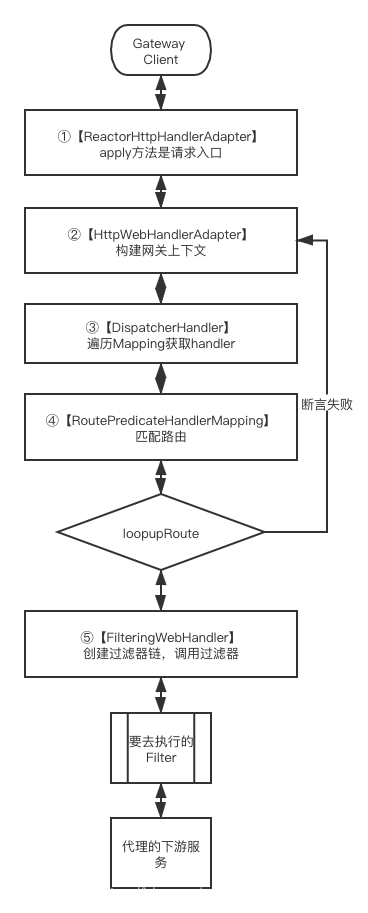 Gateway
Client
①【ReactorHttpHandlerAdapter】
apply方法是请求入口
②【HttpWebHandlerAdapter】
构建网关上下文
③【DispatcherHandler】
遍历Mapping获取handler
断言失败
④【RoutePredicateHandlerMapping】
匹配路由
loopupRoute
⑤【FilteringWebHandler】
创建过滤器链，调用过滤器
要去执行的
Filter
代理的下游服
务